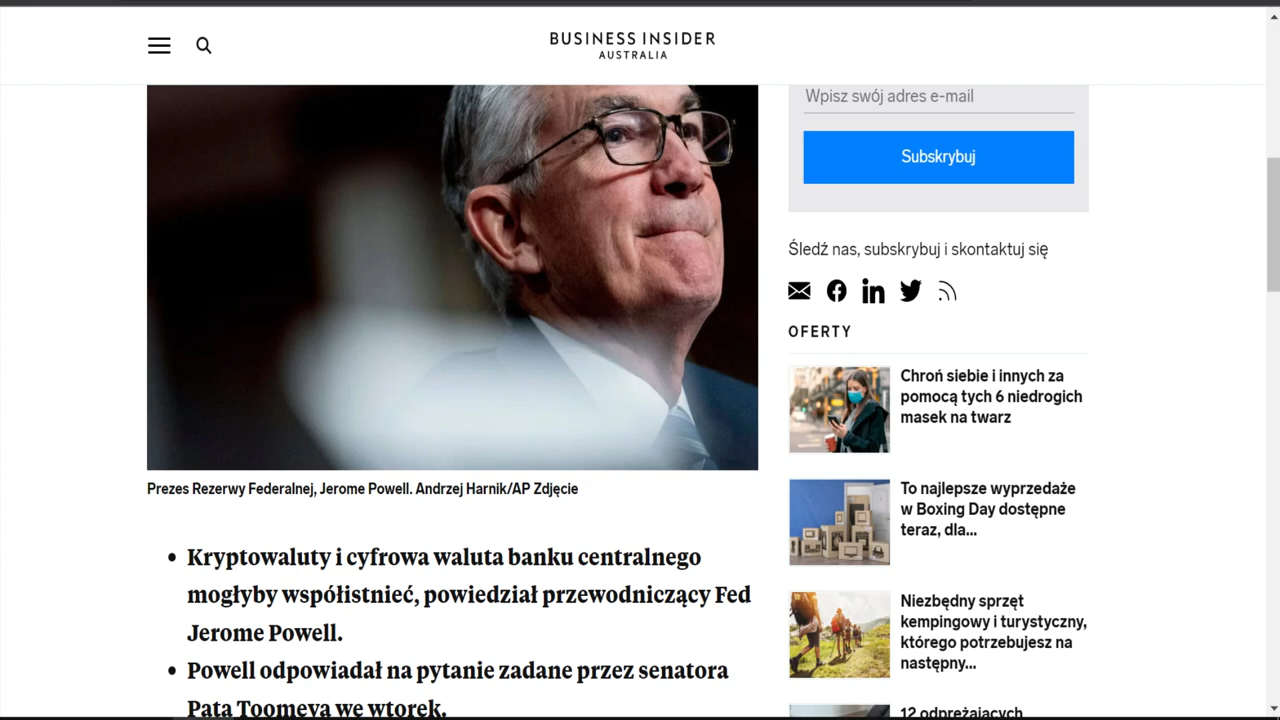 BUSINESS INSIDER
AUSTRALIA
Wpisz swój adres e-mail
Subskrybuj
Śledź nas, subskrybuj i skontaktuj się
OFERTY
Chroń siebie i innych za
pomocą tych 6 niedrogich
masek na twarz
To najlepsze wyprzedaże
w Boxing Day dostępne
teraz, dla...
Niezbędny sprzęt
kempingowy i turystyczny,
którego potrzebujesz na
następny...
12 odprężających
Prezes Rezerwy Federalnej, Jerome Powell. Andrzej Harnik/AP Zdjęcie
• Kryptowaluty i cyfrowa waluta banku centralnego
mogłyby współistnieć, powiedział przewodniczący Fed
Jerome Powell.
• Powell odpowiadał na pytanie zadane przez senatora
Pata Toomeya we wtorek.